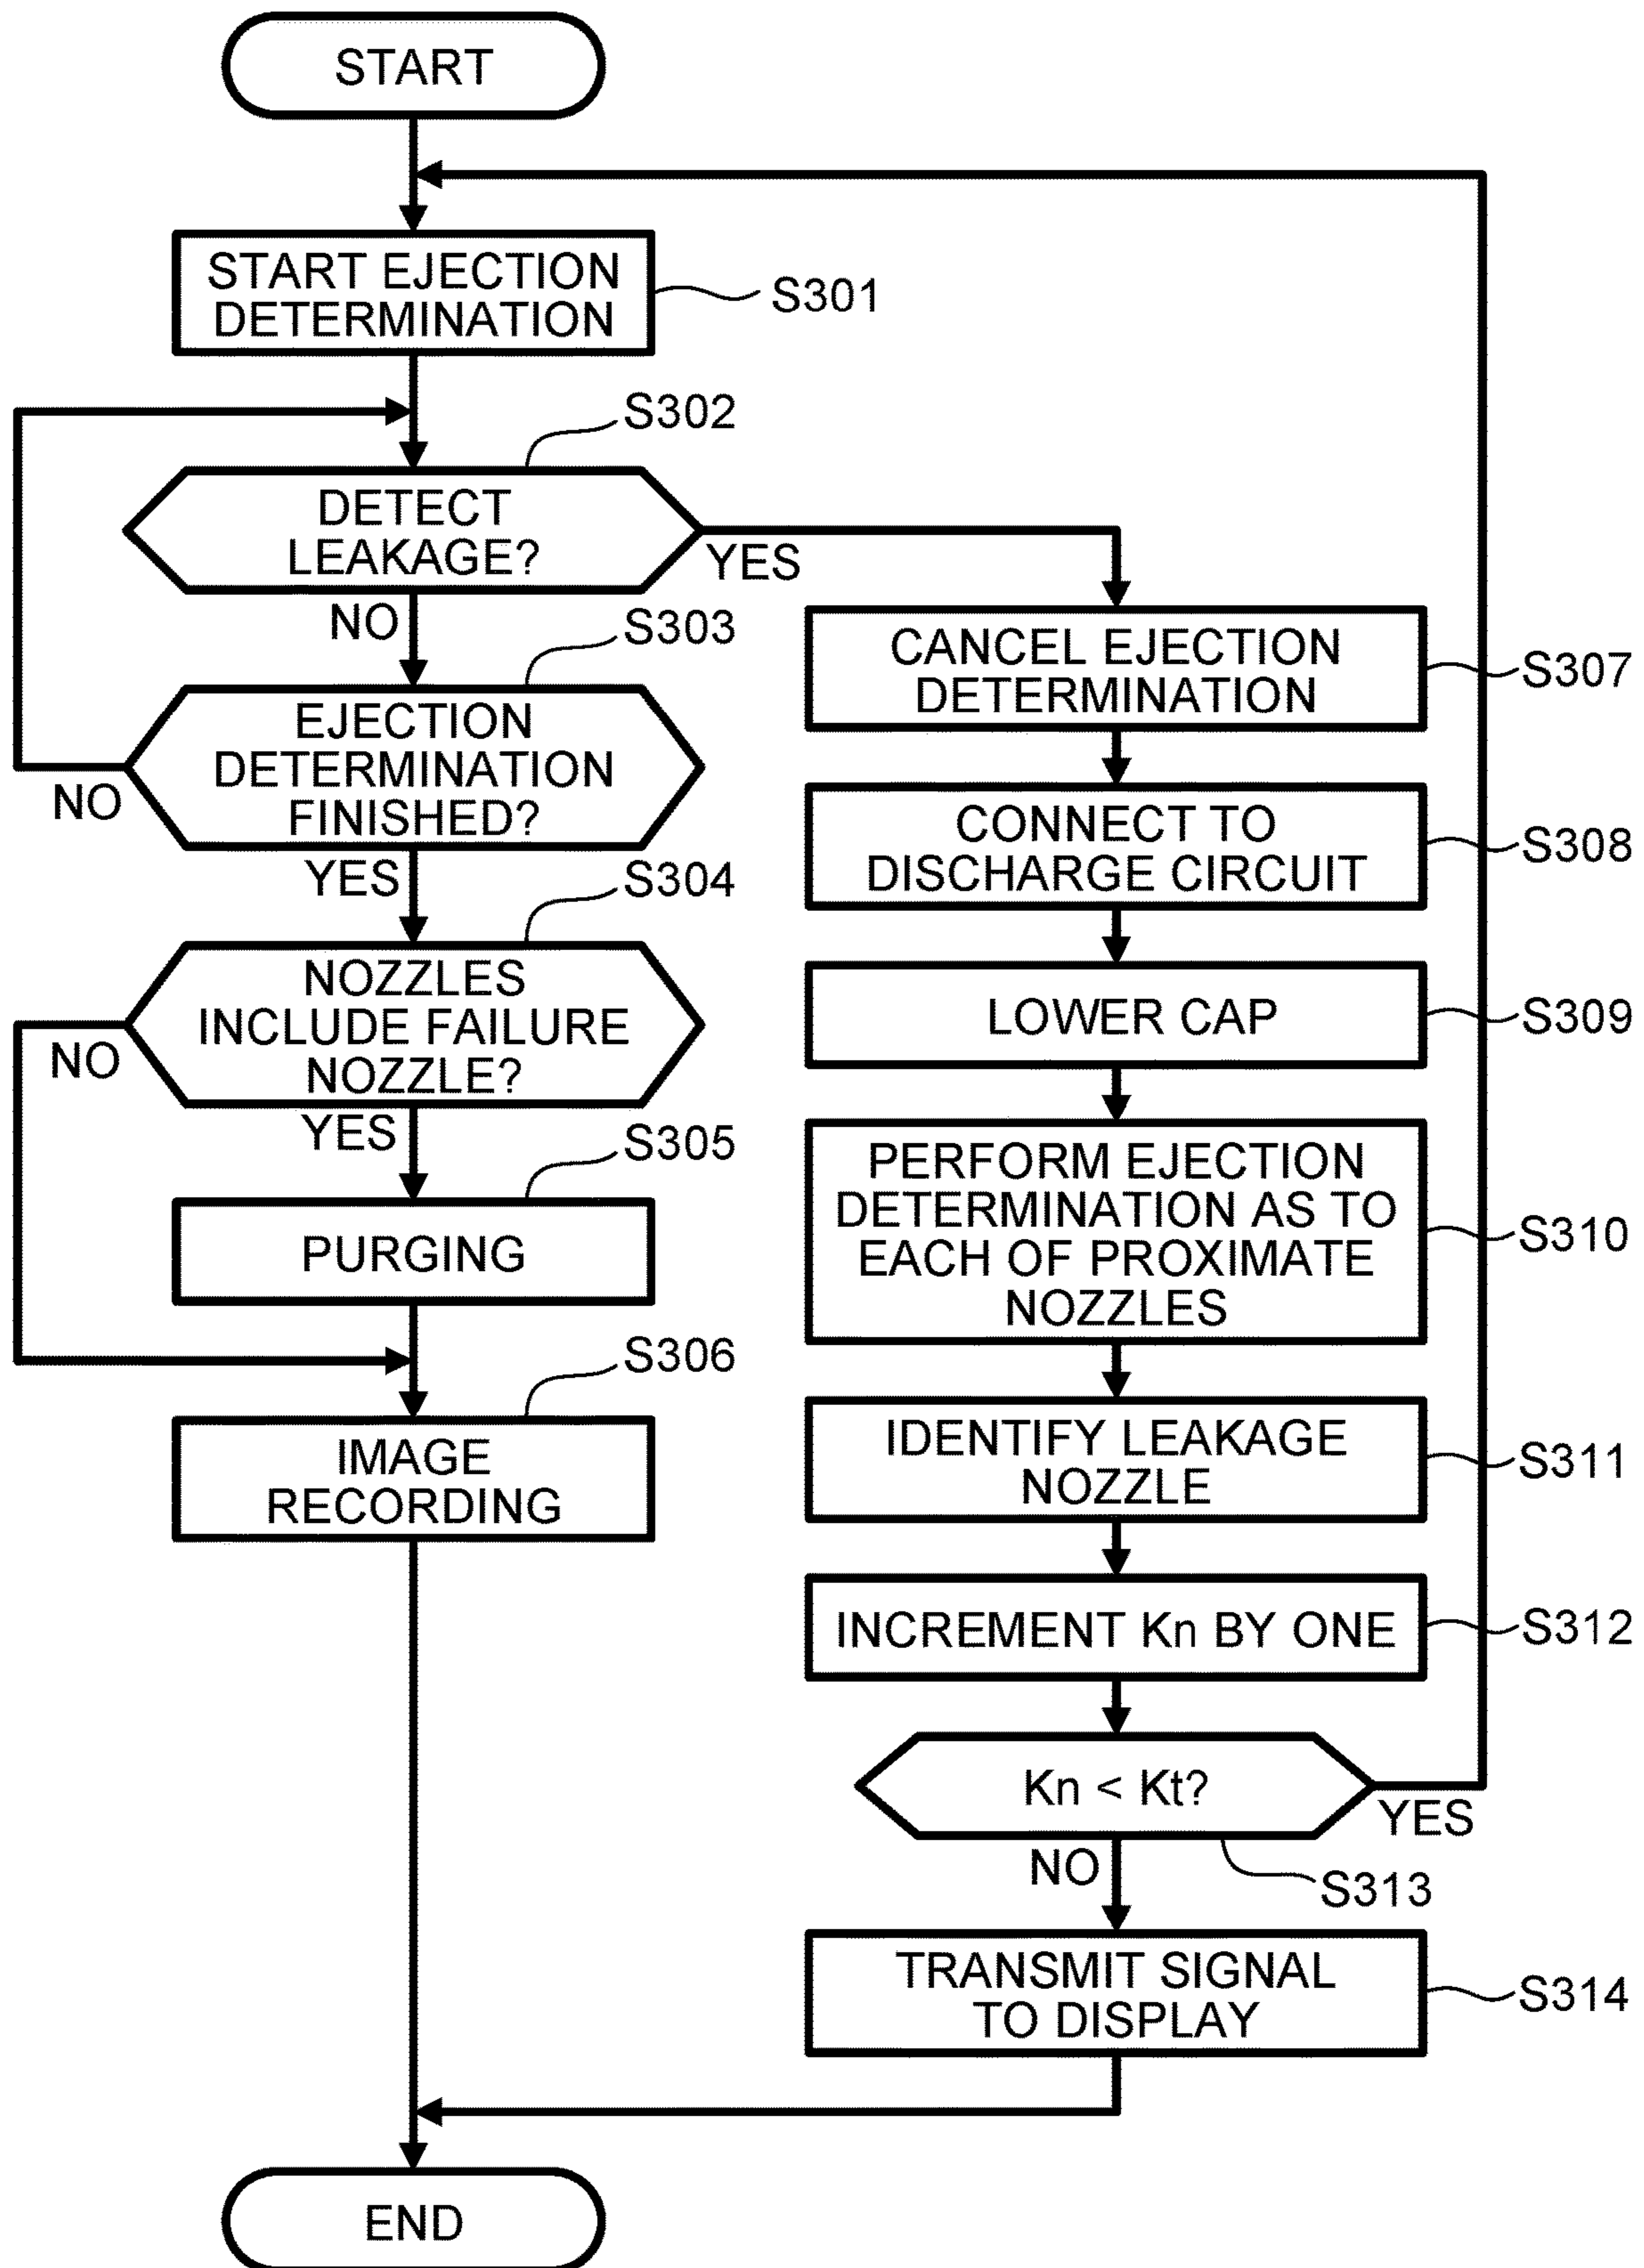 START
START EJECTION
DETERMINATION
S301
S302
DETECT
LEAKAGE?
YES
NO
S303
EJECTION
DETERMINATION
FINISHED?
NO
YES
S304
NOZZLES
INCLUDE FAILURE
NOZZLE?
NO
YES
S305
PURGING
S306
IMAGE
RECORDING
CANCEL EJECTION
DETERMINATION
S307
CONNECT TO
DISCHARGE CIRCUIT
S308
LOWER CAP
S309
PERFORM EJECTION
DETERMINATION AS TO
EACH OF PROXIMATE
NOZZLES
S310
IDENTIFY LEAKAGE
NOZZLE
S311
INCREMENT Kn BY ONE
S312
Kn < Kt?
YES
NO
S313
TRANSMIT SIGNAL
TO DISPLAY
S314
END